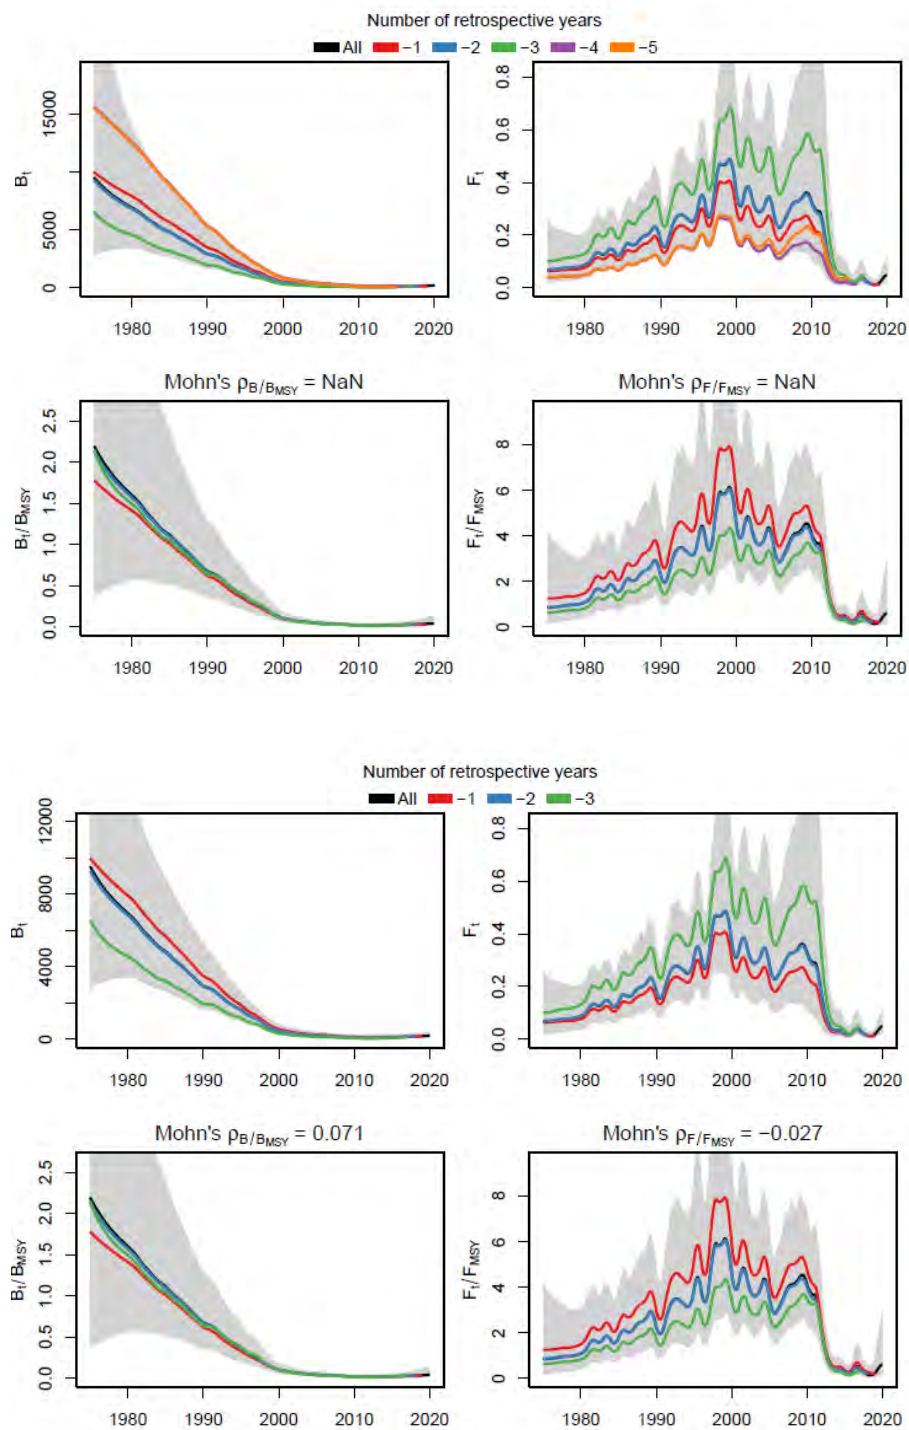 Number of retrospective years
All −1 −2 −3 −4 −5
Bt
0 5000 15000
1980 1990 2000 2010 2020
Ft
0.0 0.2 0.4 0.6 0.8
1980 1990 2000 2010 2020
Mohn's ρB/BMSY = NaN
Bt/BMSY
0.0 0.5 1.0 1.5 2.0 2.5
1980 1990 2000 2010 2020
Mohn's ρF/FMSY = NaN
Ft/FMSY
0 2 4 6 8
1980 1990 2000 2010 2020
Number of retrospective years
All −1 −2 −3
Bt
0 4000 8000 12000
1980 1990 2000 2010 2020
Ft
0.0 0.2 0.4 0.6 0.8
1980 1990 2000 2010 2020
Mohn's ρB/BMSY = 0.071
Bt/BMSY
0.0 0.5 1.0 1.5 2.0 2.5
1980 1990 2000 2010 2020
Mohn's ρF/FMSY = −0.027
Ft/FMSY
0 2 4 6 8
1980 1990 2000 2010 2020